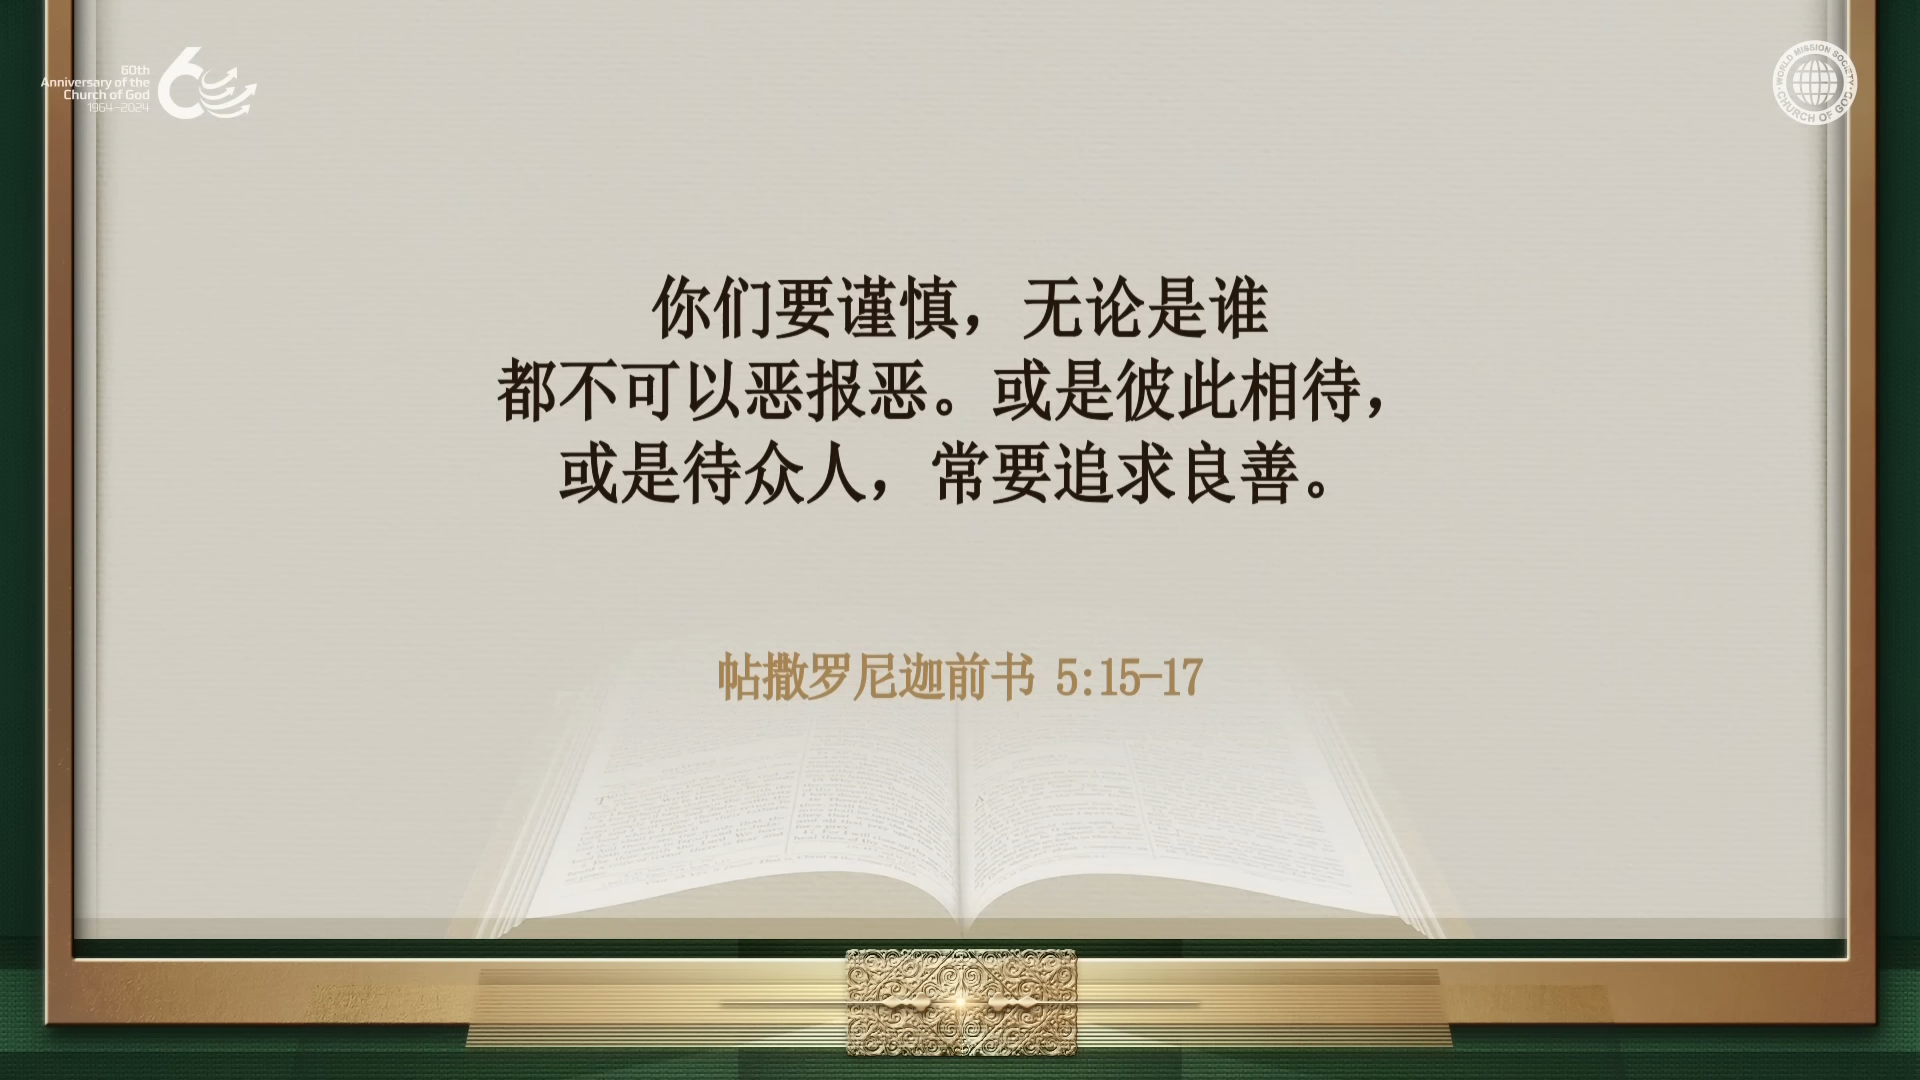 60th
Anniversary of the
Church of God
1964–2024
WORLD MISSION SOCIETY CHURCH OF GOD
你们要谨慎，无论是谁
都不可以恶报恶。或是彼此相待，
或是待众人，常要追求良善。
帖撒罗尼迦前书 5:15-17